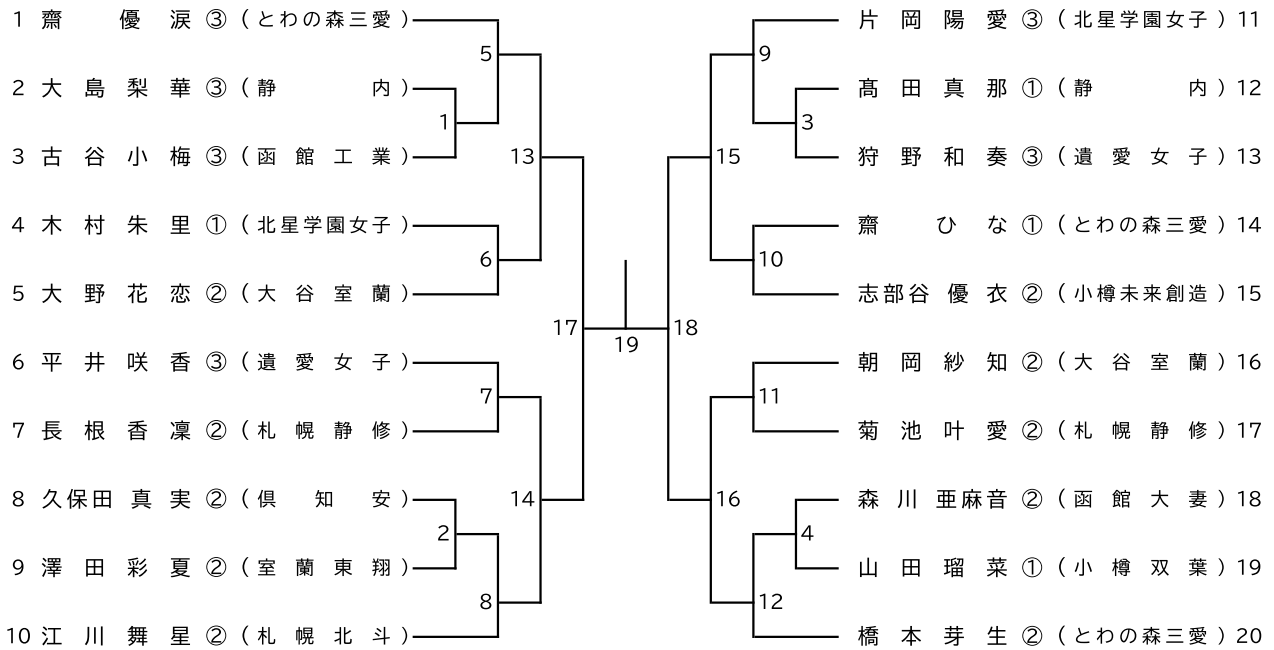 1 齋 優 涙 ③ (とわの森三愛)
5
2 大 島 梨 華 ③ (静 内)
1
3 古 谷 小 梅 ③ (函 館 工 業)
13
4 木 村 朱 里 ① (北星学園女子)
6
5 大 野 花 恋 ② (大 谷 室 蘭)
17
6 平 井 咲 香 ③ (遺 愛 女 子)
7
7 長 根 香 凜 ② (札 幌 静 修)
8 久保田 真 実 ② (倶 知 安)
14
2
9 澤 田 彩 夏 ② (室 蘭 東 翔)
8
10 江 川 舞 星 ② (札 幌 北 斗)
19
片 岡 陽 愛 ③ (北星学園女子) 11
9
髙 田 真 那 ① (静 内) 12
3
狩 野 和 奏 ③ (遺 愛 女 子) 13
15
齋 ひ な ① (とわの森三愛) 14
10
志部谷 優 衣 ② (小樽未来創造) 15
18
朝 岡 紗 知 ② (大 谷 室 蘭) 16
11
菊 池 叶 愛 ② (札 幌 静 修) 17
森 川 亜麻音 ② (函 館 大 妻) 18
16
4
山 田 瑠 菜 ① (小 樽 双 葉) 19
12
橋 本 芽 生 ② (とわの森三愛) 20